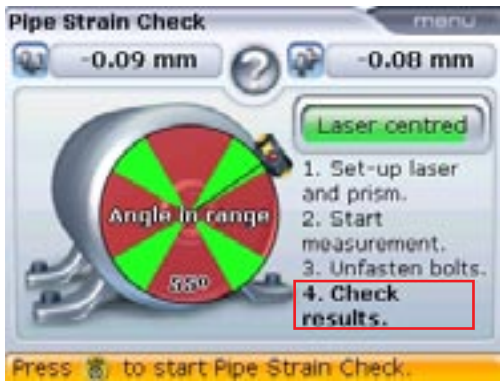 Pipe Strain Check
menu
-0.09 mm
-0.08 mm
?
Laser centred
Angle in range
55°
1. Set-up laser
and prism.
2. Start
measurement.
3. Unfasten bolts.
4. Check
results.
Press to start Pipe Strain Check.